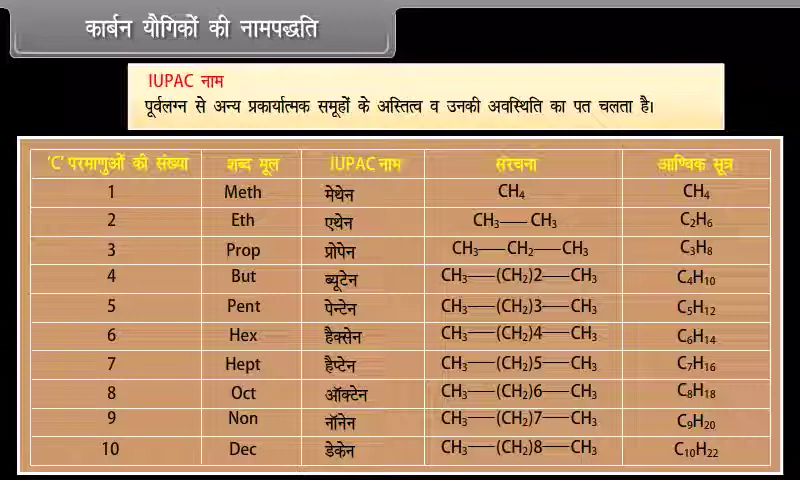 कार्बन यौगिकों की नामपद्धति
IUPAC नाम
पूर्वलग्न से अन्य प्रकार्यात्मक समूहों के अस्तित्व व उनकी अवस्थिति का पत चलता है।
'C' परमाणुओं की संख्या शब्द मूल IUPAC नाम संरचना आण्विक सूत्र
1 Meth मेथेन CH₄ CH₄
2 Eth एथेन CH₃—CH₃ C₂H₆
3 Prop प्रोपेन CH₃—CH₂—CH₃ C₃H₈
4 But ब्यूटेन CH₃—(CH₂)2—CH₃ C₄H₁₀
5 Pent पेन्टेन CH₃—(CH₂)3—CH₃ C₅H₁₂
6 Hex हैक्सेन CH₃—(CH₂)4—CH₃ C₆H₁₄
7 Hept हैप्टेन CH₃—(CH₂)5—CH₃ C₇H₁₆
8 Oct ऑक्टेन CH₃—(CH₂)6—CH₃ C₈H₁₈
9 Non नॉनेन CH₃—(CH₂)7—CH₃ C₉H₂₀
10 Dec डेकेन CH₃—(CH₂)8—CH₃ C₁₀H₂₂